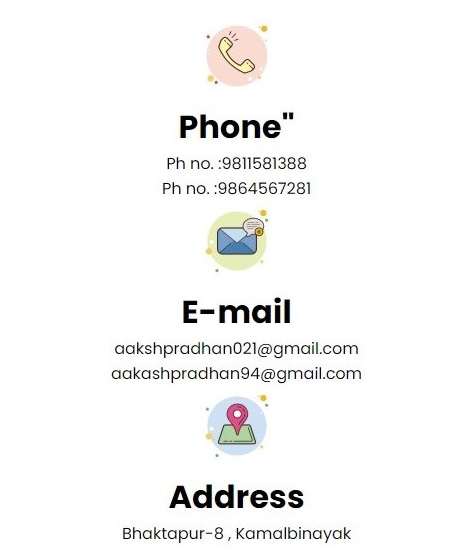 Phone"
Ph no. :9811581388
Ph no. :9864567281
E-mail
aakshpradhan021@gmail.com
aakashpradhan94@gmail.com
Address
Bhaktapur-8 , Kamalbinayak